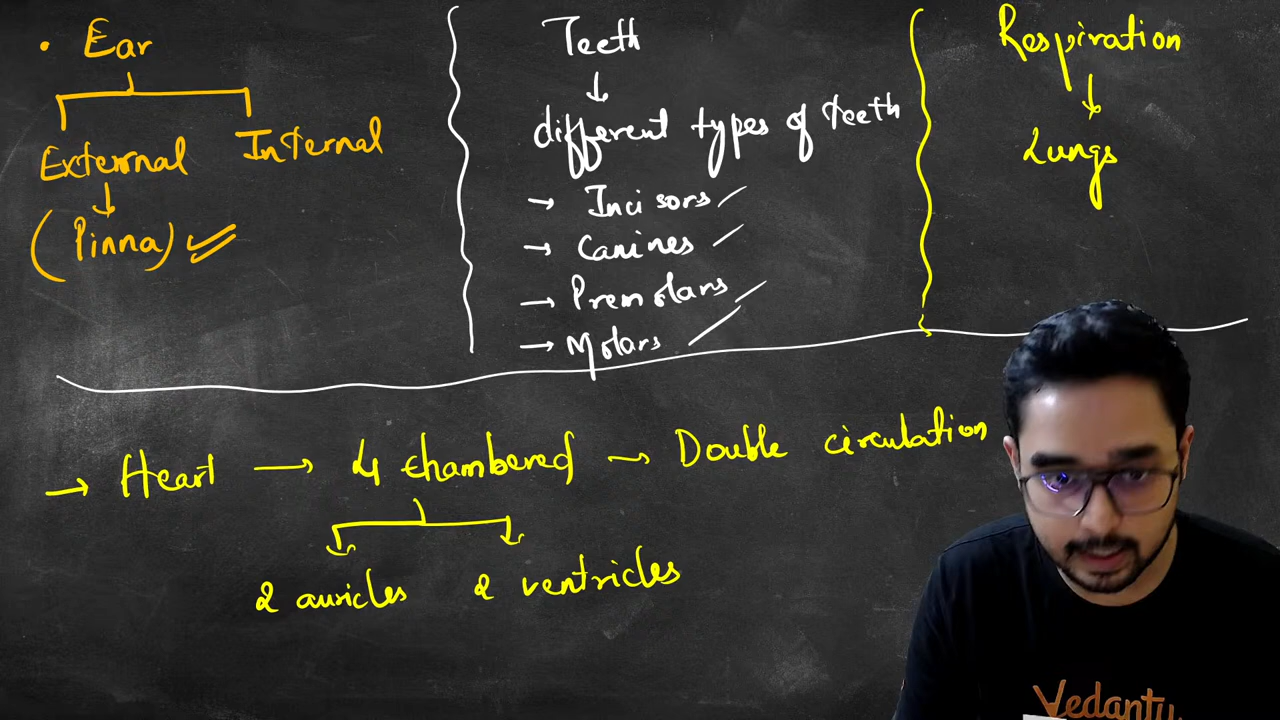 • Ear
External Internal
(Pinna)
Teeth
different types of teeth
→ Incisors
→ Canines
→ Premolars
→ Molars
Respiration
Lungs
→ Heart → 4 chambered → Double circulation
2 auricles 2 ventricles
Vedantu